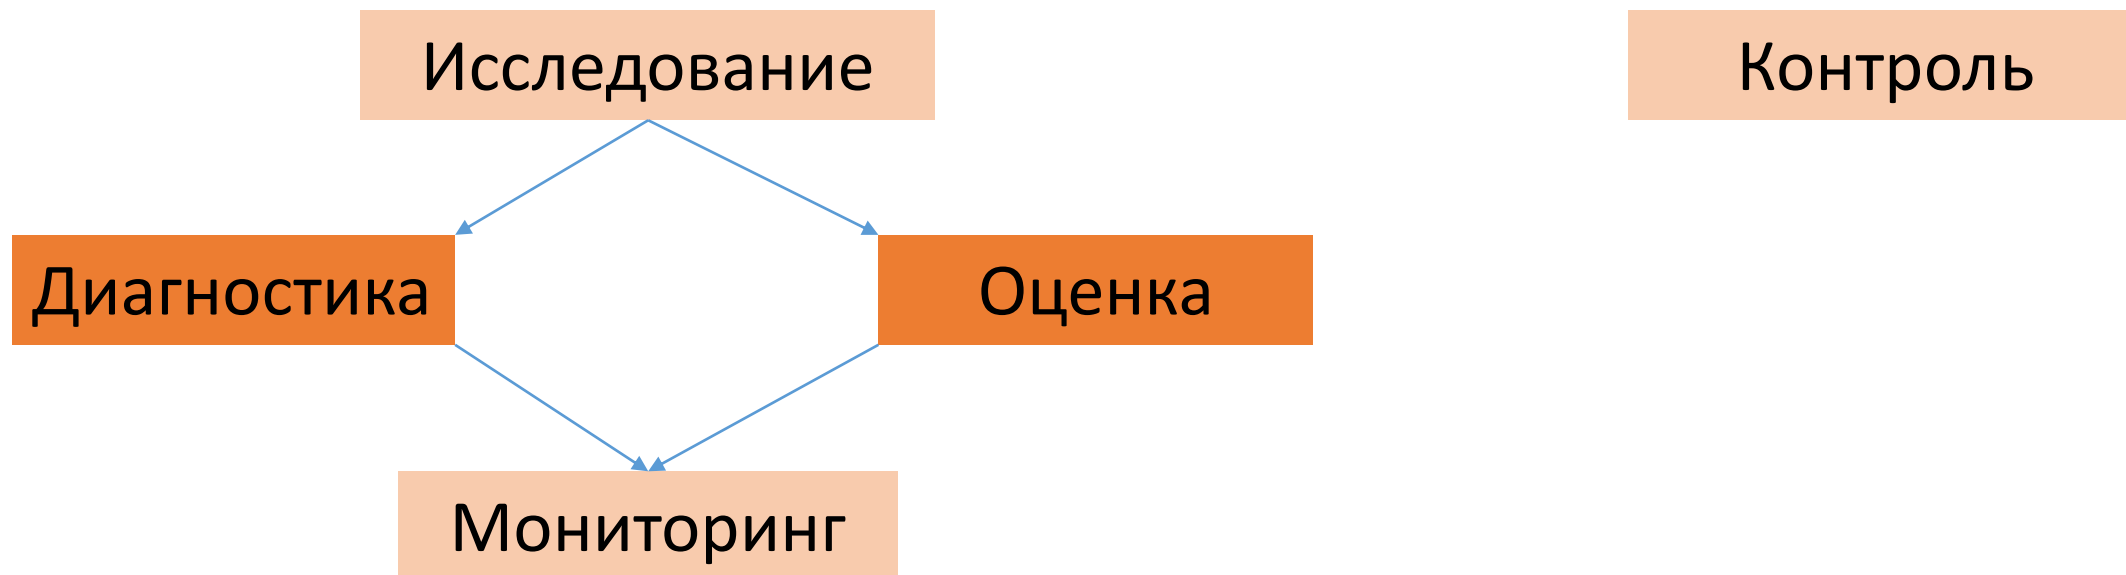 Исследование
Контроль
Диагностика
Оценка
Мониторинг